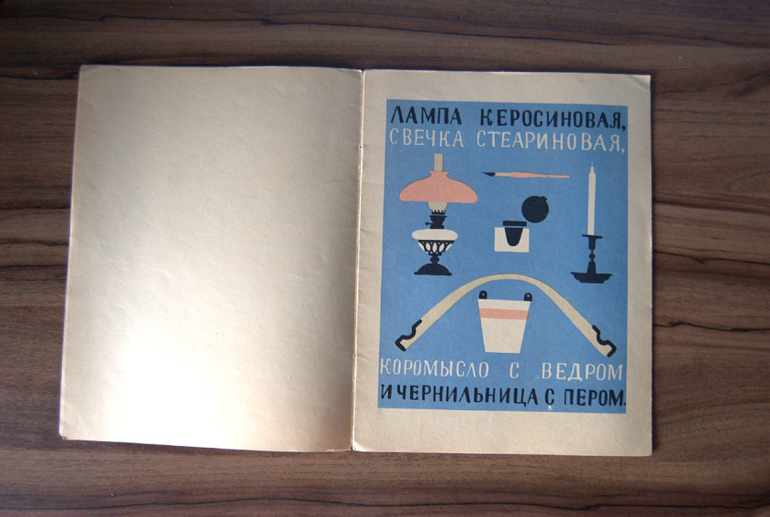 ЛАМПА КЕРОСИНОВАЯ,
СВЕЧКА СТЕАРИНОВАЯ,
КОРОМЫСЛО С ВЕДРОМ
И ЧЕРНИЛЬНИЦА С ПЕРОМ.